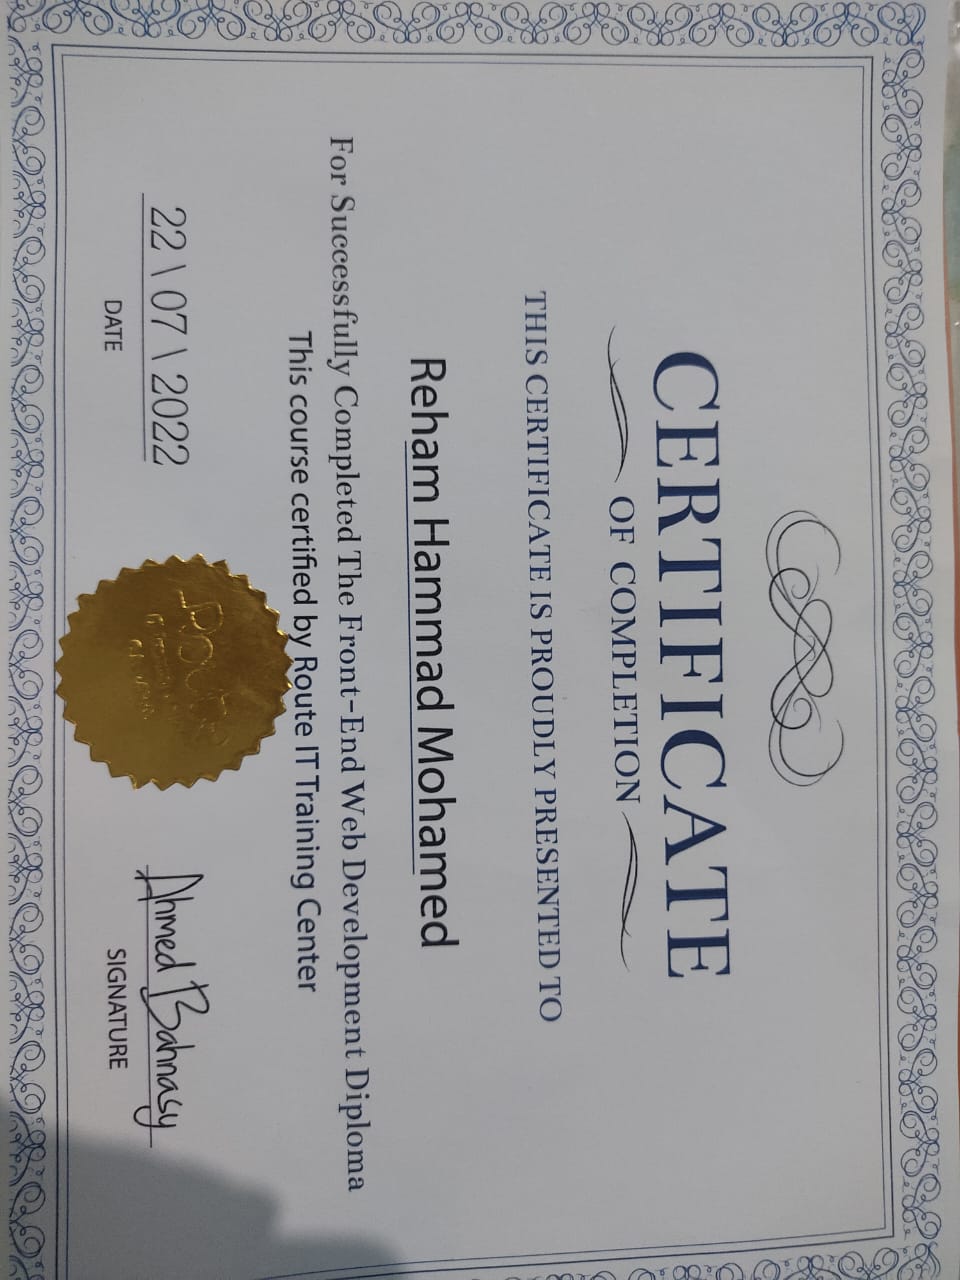 CERTIFICATE
OF COMPLETION
THIS CERTIFICATE IS PROUDLY PRESENTED TO
Reham Hammad Mohamed
For Successfully Completed The Front-End Web Development Diploma
This course certified by Route IT Training Center
22 \ 07 \ 2022
DATE
Route
Ahmed Bahnasy
SIGNATURE